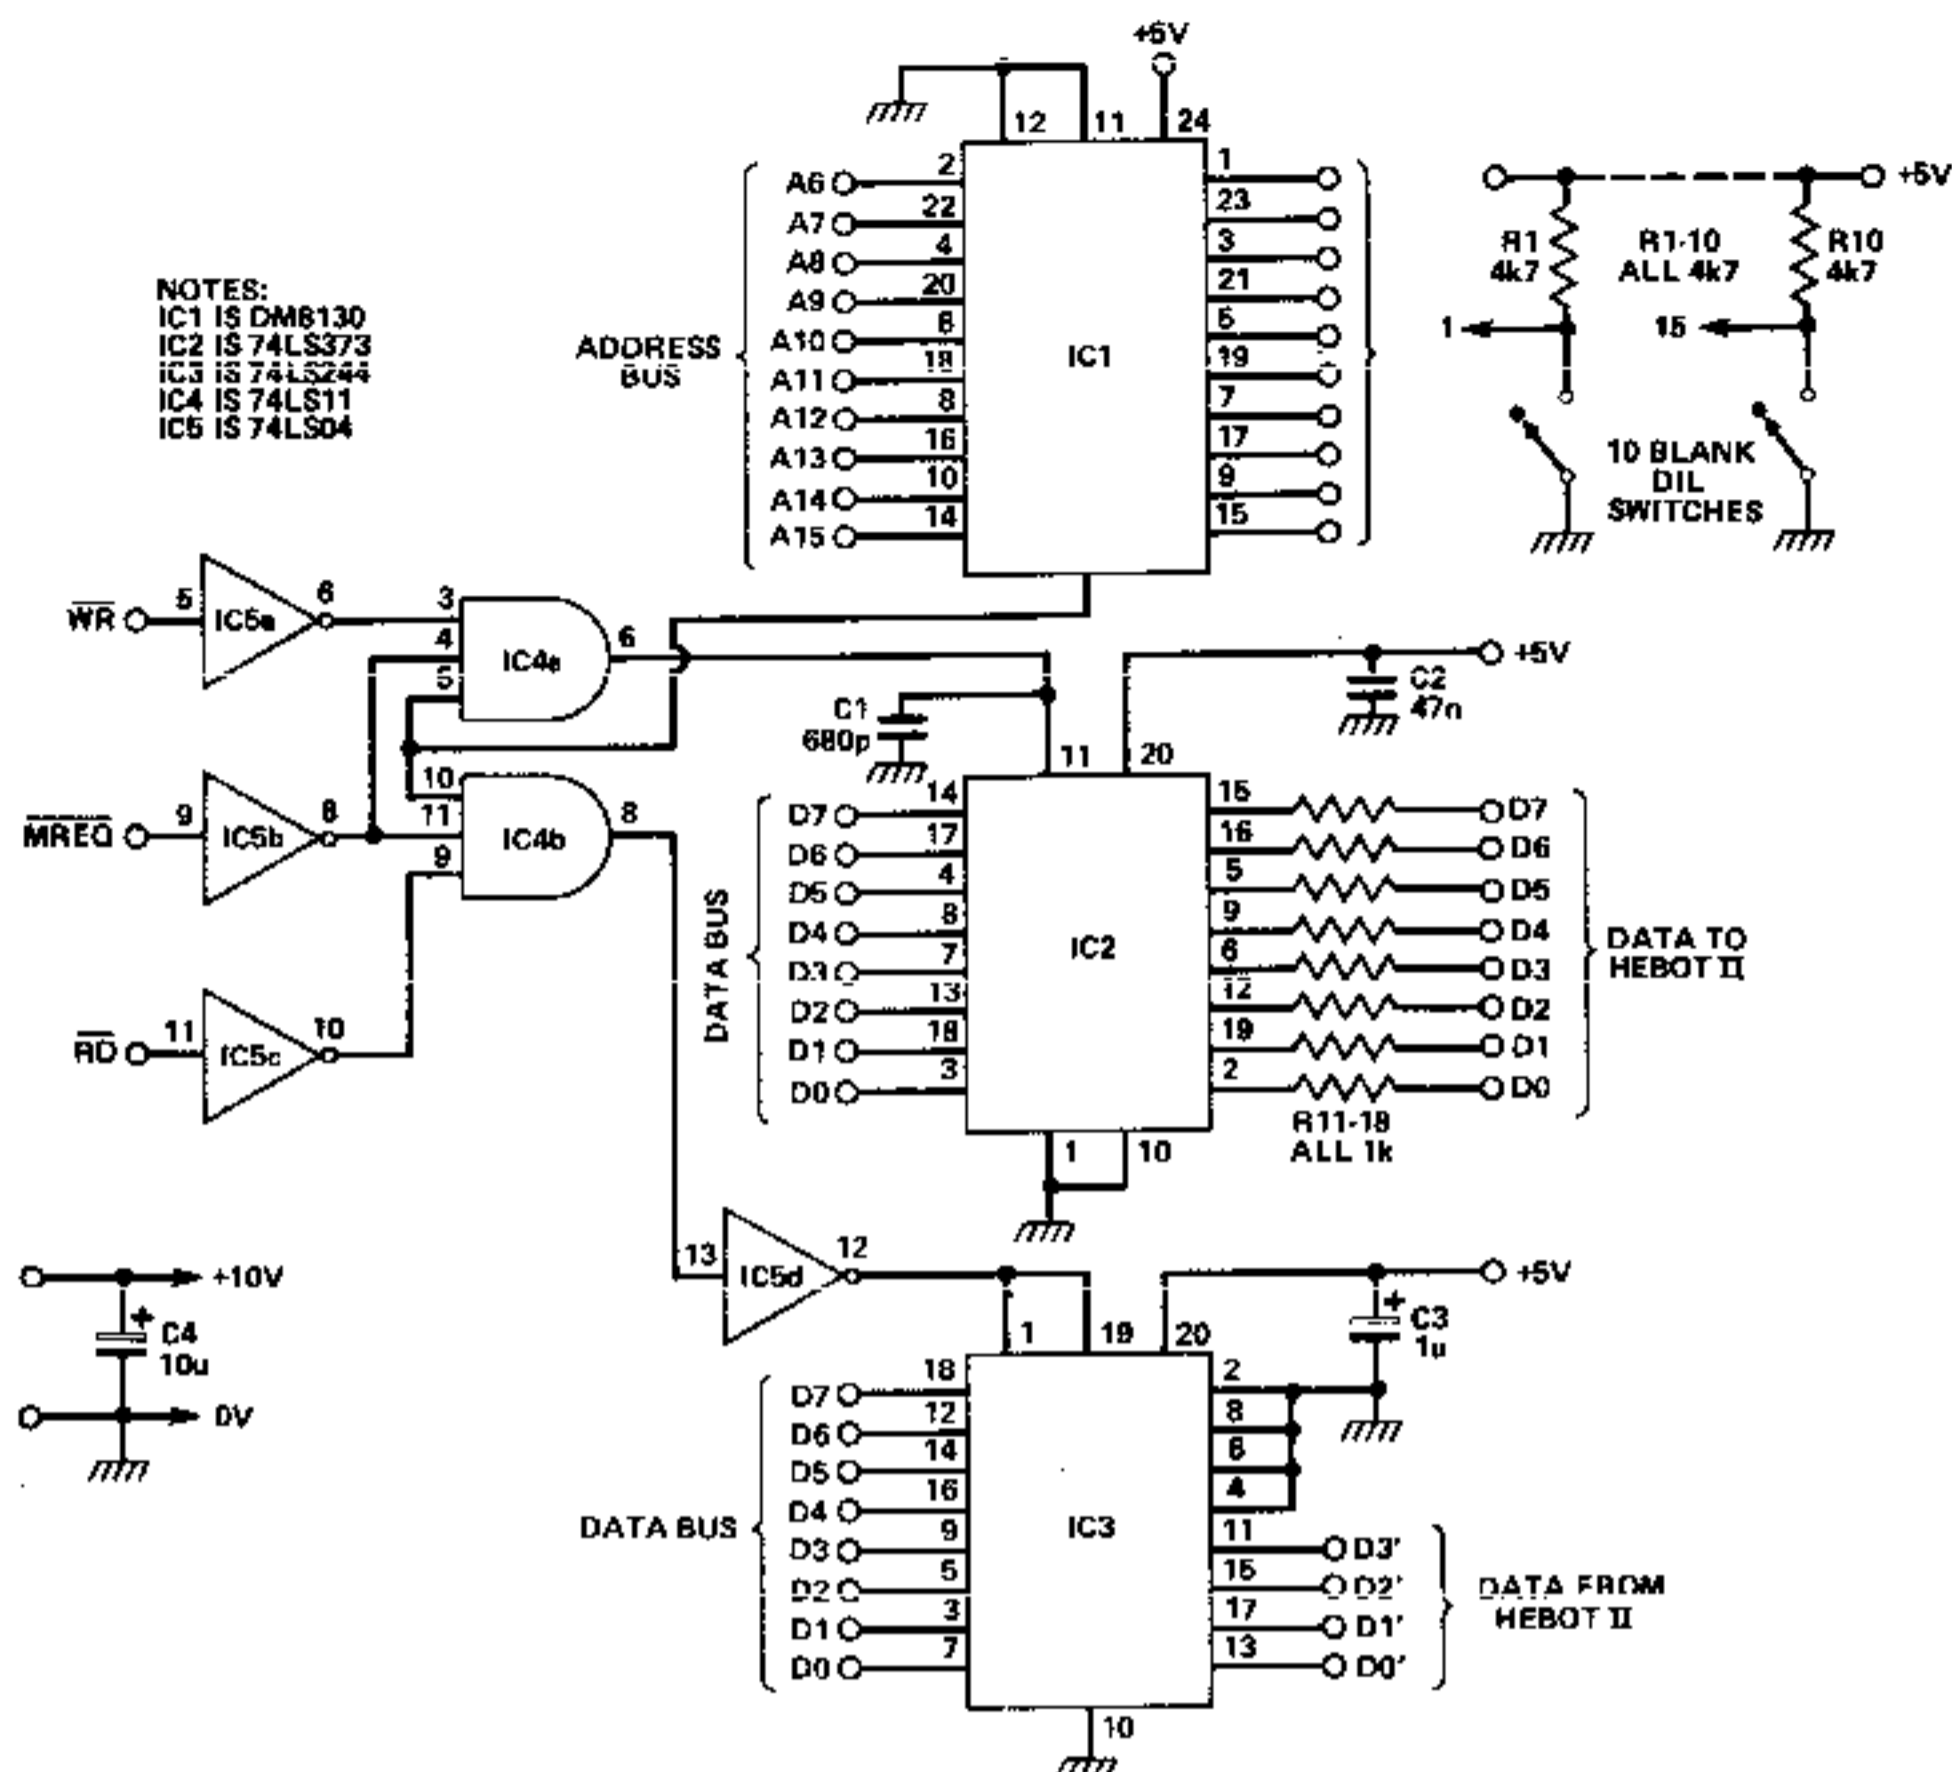 +5V
12 11 24
NOTES:
IC1 IS DM8130
IC2 IS 74LS373
IC3 IS 74LS244
IC4 IS 74LS11
IC5 IS 74LS04
ADDRESS
BUS
A6 2
A7 22
A8 4
A9 20
A10 6
A11 18
A12 8
A13 16
A14 10
A15 14
IC1
1
23
3
21
5
19
7
17
9
15
+5V
R1
4k7
R1-10
ALL 4k7
R10
4k7
1
15
10 BLANK
DIL
SWITCHES
WR 5 IC5a 6
3
4
5
IC4a 6
MREQ 9 IC5b 8
10
11
9
IC4b 8
RD 11 IC5c 10
C1
680p
+5V
C2
47n
11 20
DATA BUS
D7 14
D6 17
D5 4
D4 8
D3 7
D2 13
D1 18
D0 3
IC2
15 D7
16 D6
5 D5
9 D4
6 D3
12 D2
19 D1
2 D0
R11-18
ALL 1k
DATA TO
HEBOT II
1 10
13 IC5d 12
+10V
C4
10u
0V
+
+5V
+
C3
1u
1 19 20
DATA BUS
D7 18
D6 12
D5 14
D4 16
D3 9
D2 5
D1 3
D0 7
IC3
2
8
6
4
11 D3'
15 D2'
17 D1'
13 D0'
DATA FROM
HEBOT II
10